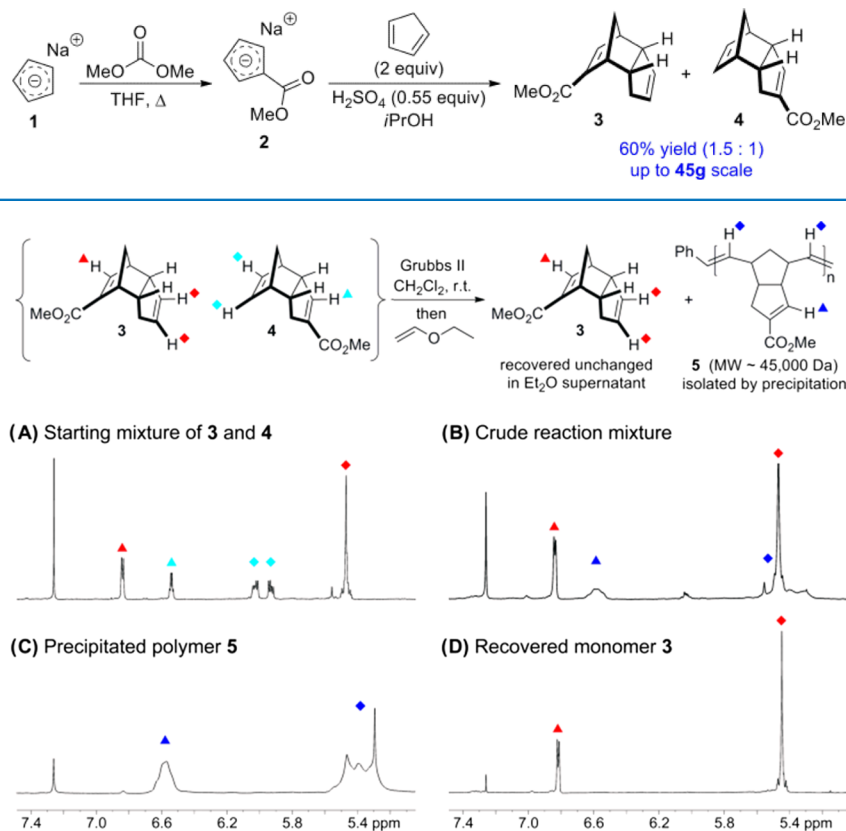 Na⊕
⊖
1
O
MeO OMe
THF, Δ
Na⊕
⊖
O
MeO
2
(2 equiv)
H₂SO₄ (0.55 equiv)
iPrOH
H
H
MeO₂C
3
+
H
H
CO₂Me
4
60% yield (1.5 : 1)
up to 45g scale
H
H
H
H
H
MeO₂C
3
H
H
H
H
H
CO₂Me
4
Grubbs II
CH₂Cl₂, r.t.
then
O
H
H
H
H
H
MeO₂C
3
recovered unchanged
in Et₂O supernatant
+
Ph
H
H
n
H
CO₂Me
5 (MW ~ 45,000 Da)
isolated by precipitation
(A) Starting mixture of 3 and 4
(B) Crude reaction mixture
(C) Precipitated polymer 5
(D) Recovered monomer 3
7.4 7.0 6.6 6.2 5.8 5.4 ppm
7.4 7.0 6.6 6.2 5.8 5.4 ppm